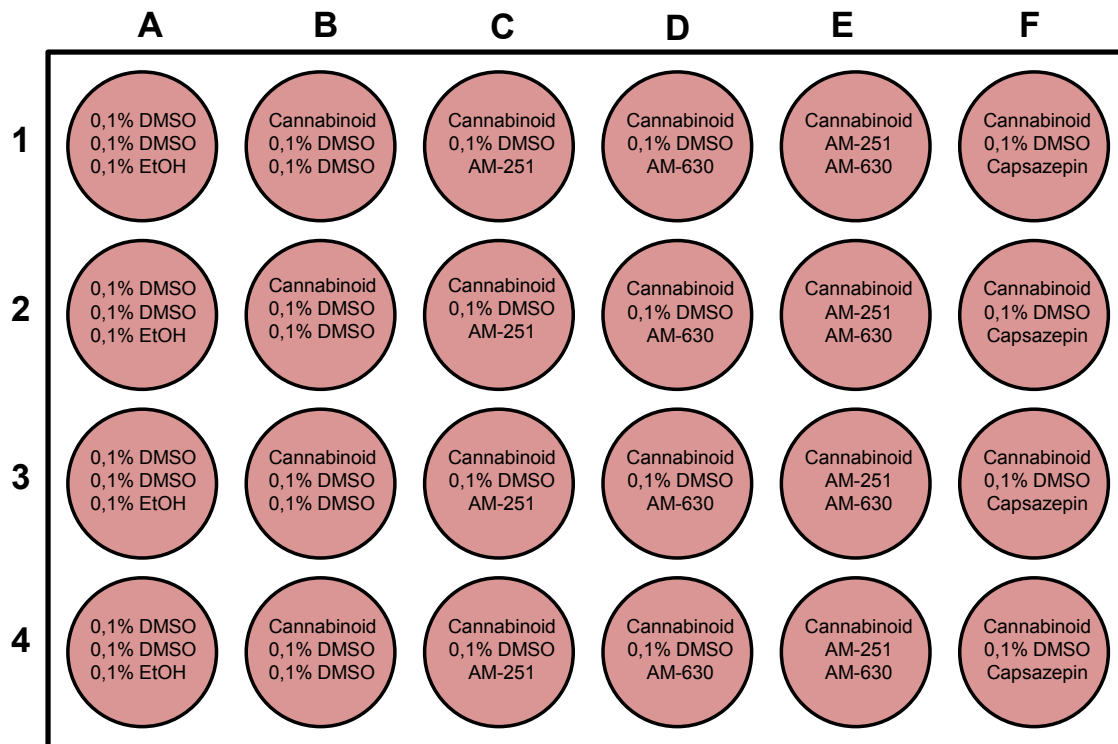 A B C D E F
1
0,1% DMSO
0,1% DMSO
0,1% EtOH
Cannabinoid
0,1% DMSO
0,1% DMSO
Cannabinoid
0,1% DMSO
AM-251
Cannabinoid
0,1% DMSO
AM-630
Cannabinoid
AM-251
AM-630
Cannabinoid
0,1% DMSO
Capsazepin
2
0,1% DMSO
0,1% DMSO
0,1% EtOH
Cannabinoid
0,1% DMSO
0,1% DMSO
Cannabinoid
0,1% DMSO
AM-251
Cannabinoid
0,1% DMSO
AM-630
Cannabinoid
AM-251
AM-630
Cannabinoid
0,1% DMSO
Capsazepin
3
0,1% DMSO
0,1% DMSO
0,1% EtOH
Cannabinoid
0,1% DMSO
0,1% DMSO
Cannabinoid
0,1% DMSO
AM-251
Cannabinoid
0,1% DMSO
AM-630
Cannabinoid
AM-251
AM-630
Cannabinoid
0,1% DMSO
Capsazepin
4
0,1% DMSO
0,1% DMSO
0,1% EtOH
Cannabinoid
0,1% DMSO
0,1% DMSO
Cannabinoid
0,1% DMSO
AM-251
Cannabinoid
0,1% DMSO
AM-630
Cannabinoid
AM-251
AM-630
Cannabinoid
0,1% DMSO
Capsazepin